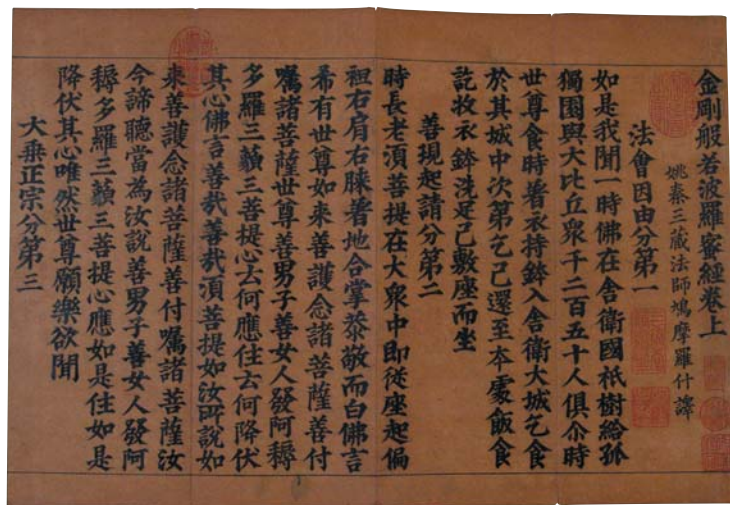 金剛般若波羅蜜經卷上
姚秦三藏法師鳩摩羅什譯
法會因由分第一
如是我聞一時佛在舍衛國祇樹給孤
獨園與大比丘衆千二百五十人俱尒時
世尊食時著衣持鉢入舍衛大城乞食
於其城中次第乞已還至本處飯食
訖收衣鉢洗足已敷座而坐
善現起請分第二
時長老須菩提在大衆中即從座起偏
袒右肩右膝著地合掌恭敬而白佛言
希有世尊如來善護念諸菩薩善付
囑諸菩薩世尊善男子善女人發阿耨
多羅三藐三菩提心云何應住云何降伏
其心佛言善哉善哉須菩提如汝所說如
來善護念諸菩薩善付囑諸菩薩汝
今諦聽當為汝說善男子善女人發阿
耨多羅三藐三菩提心應如是住如是
降伏其心唯然世尊願樂欲聞
大乗正宗分第三